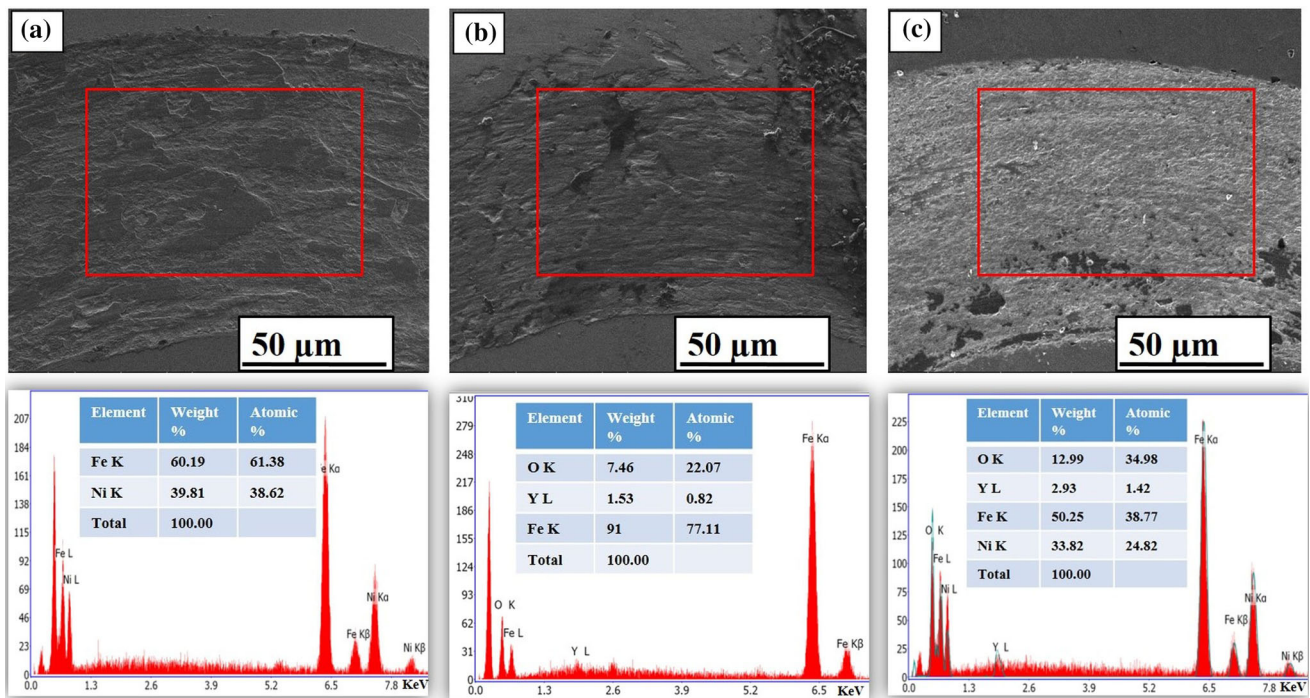 (a)
(b)
(c)
50 µm
50 µm
50 µm
207
184
161
138
115
92
69
46
23
0
Element Weight % Atomic %
Fe K 60.19 61.38
Ni K 39.81 38.62
Total 100.00
Fe L
Ni L
e Kα
Fe Kβ
Ni Kα
Ni Kβ
0.0 1.3 2.6 3.9 5.2 6.5 7.8 KeV
310
279
248
217
186
155
124
93
62
31
0
Element Weight % Atomic %
O K 7.46 22.07
Y L 1.53 0.82
Fe K 91 77.11
Total 100.00
O K
Fe L
Y L
Fe Kα
Fe Kβ
0.0 1.3 2.6 3.9 5.2 6.5 KeV
225
200
175
150
125
100
75
50
25
0
Element Weight % Atomic %
O K 12.99 34.98
Y L 2.93 1.42
Fe K 50.25 38.77
Ni K 33.82 24.82
Total 100.00
O K
Fe L
Ni L
Y L
Fe Kα
Fe Kβ
Ni Kα
Ni Kβ
0.0 1.3 2.6 3.9 5.2 6.5 7.8 KeV